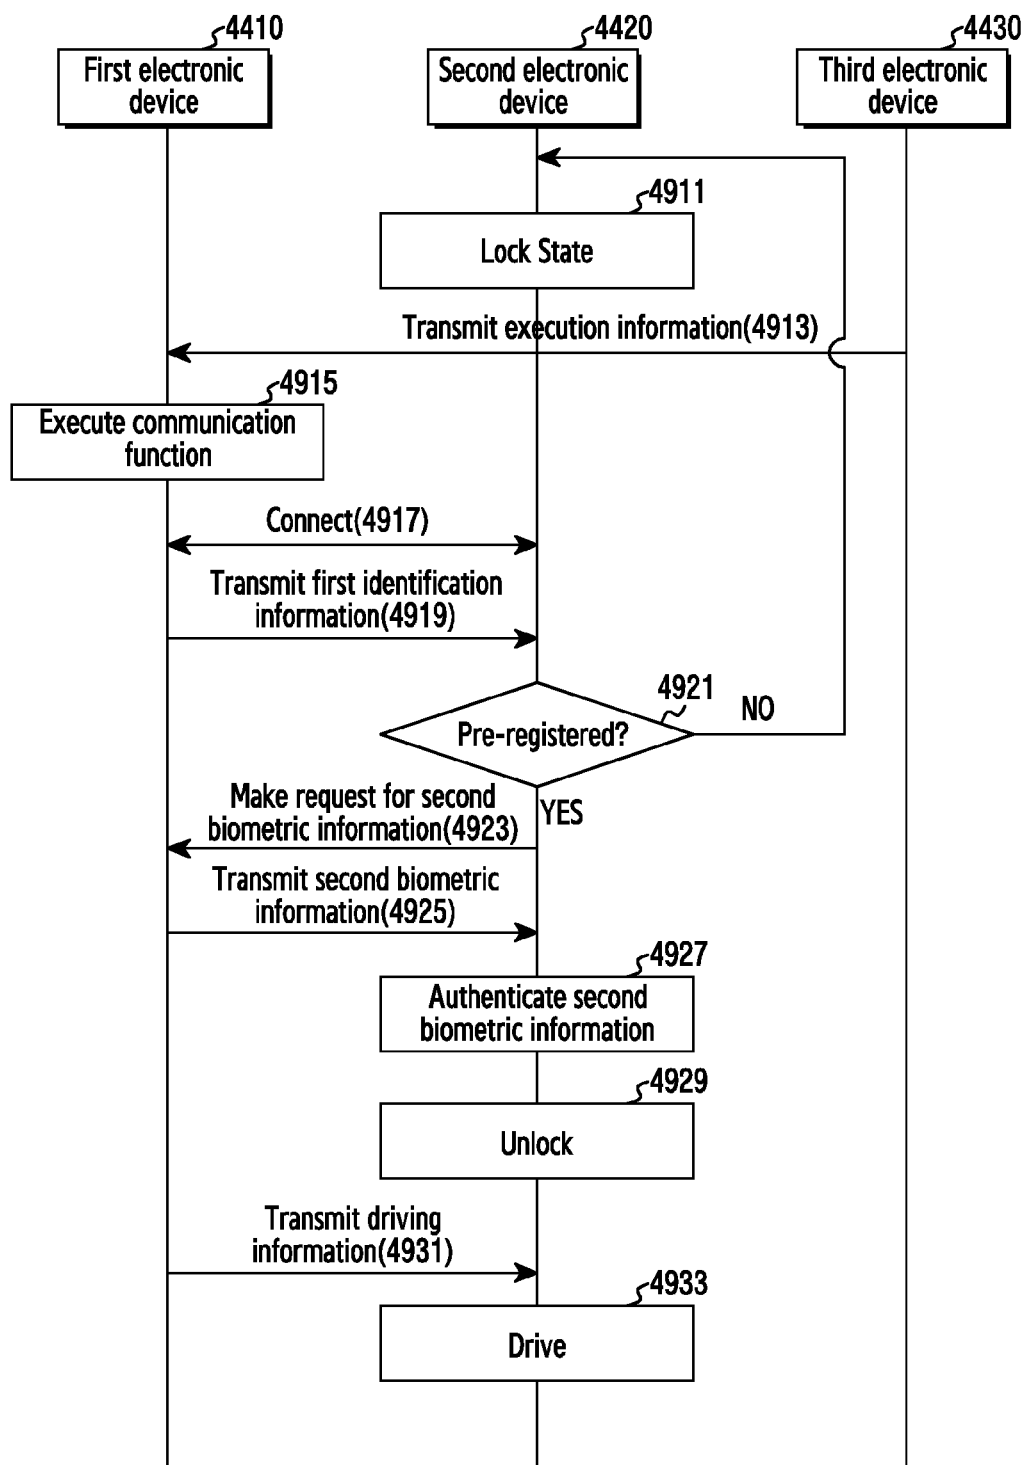 4410
First electronic
device
4420
Second electronic
device
4430
Third electronic
device
4911
Lock State
Transmit execution information(4913)
4915
Execute communication
function
Connect(4917)
Transmit first identification
information(4919)
4921
Pre-registered?
NO
YES
Make request for second
biometric information(4923)
Transmit second biometric
information(4925)
4927
Authenticate second
biometric information
4929
Unlock
Transmit driving
information(4931)
4933
Drive